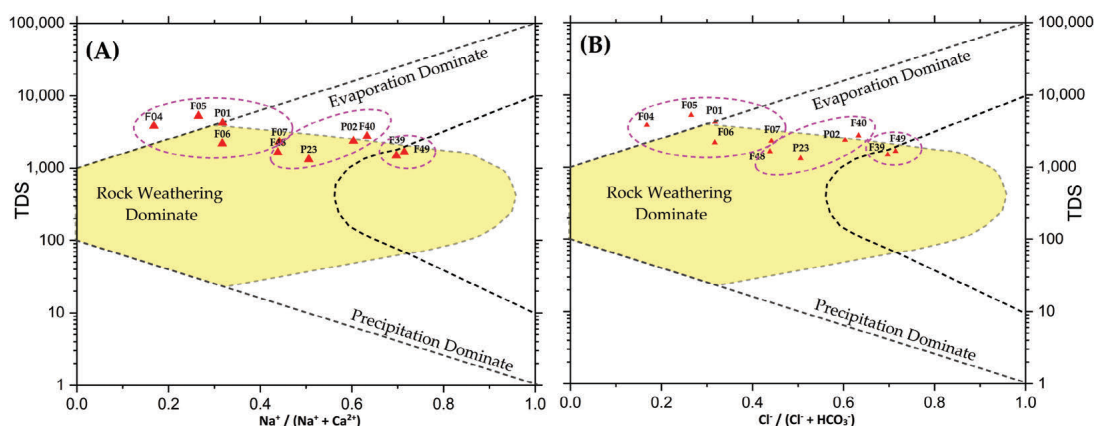 (A)
100,000
10,000
1,000
100
10
1
TDS
Evaporation Dominate
F04
F05
P01
F06
F07
F45
P23
P02
F40
F39
F49
Rock Weathering
Dominate
Precipitation Dominate
0.0 0.2 0.4 0.6 0.8 1.0
Na⁺ / (Na⁺ + Ca²⁺)
(B)
Evaporation Dominate
F04
F05
P01
F06
F07
F48
P23
P02
F40
F39
F49
Rock Weathering
Dominate
Precipitation Dominate
0.0 0.2 0.4 0.6 0.8 1.0
Cl⁻ / (Cl⁻ + HCO₃⁻)
100,000
10,000
1,000
100
10
1
TDS